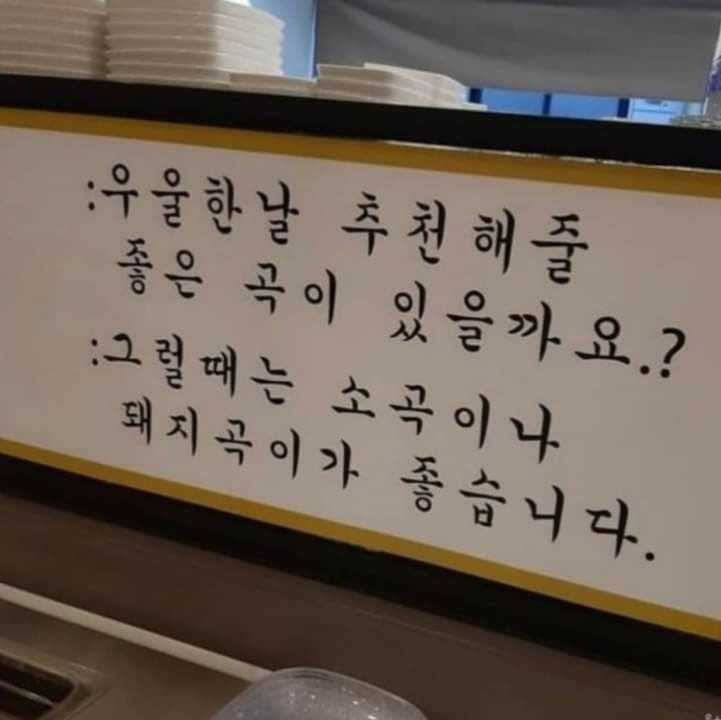 :우울한날 추천해줄
좋은 곡이 있을까요.?
:그럴때는 소곡이나
돼지곡이가 좋습니다.